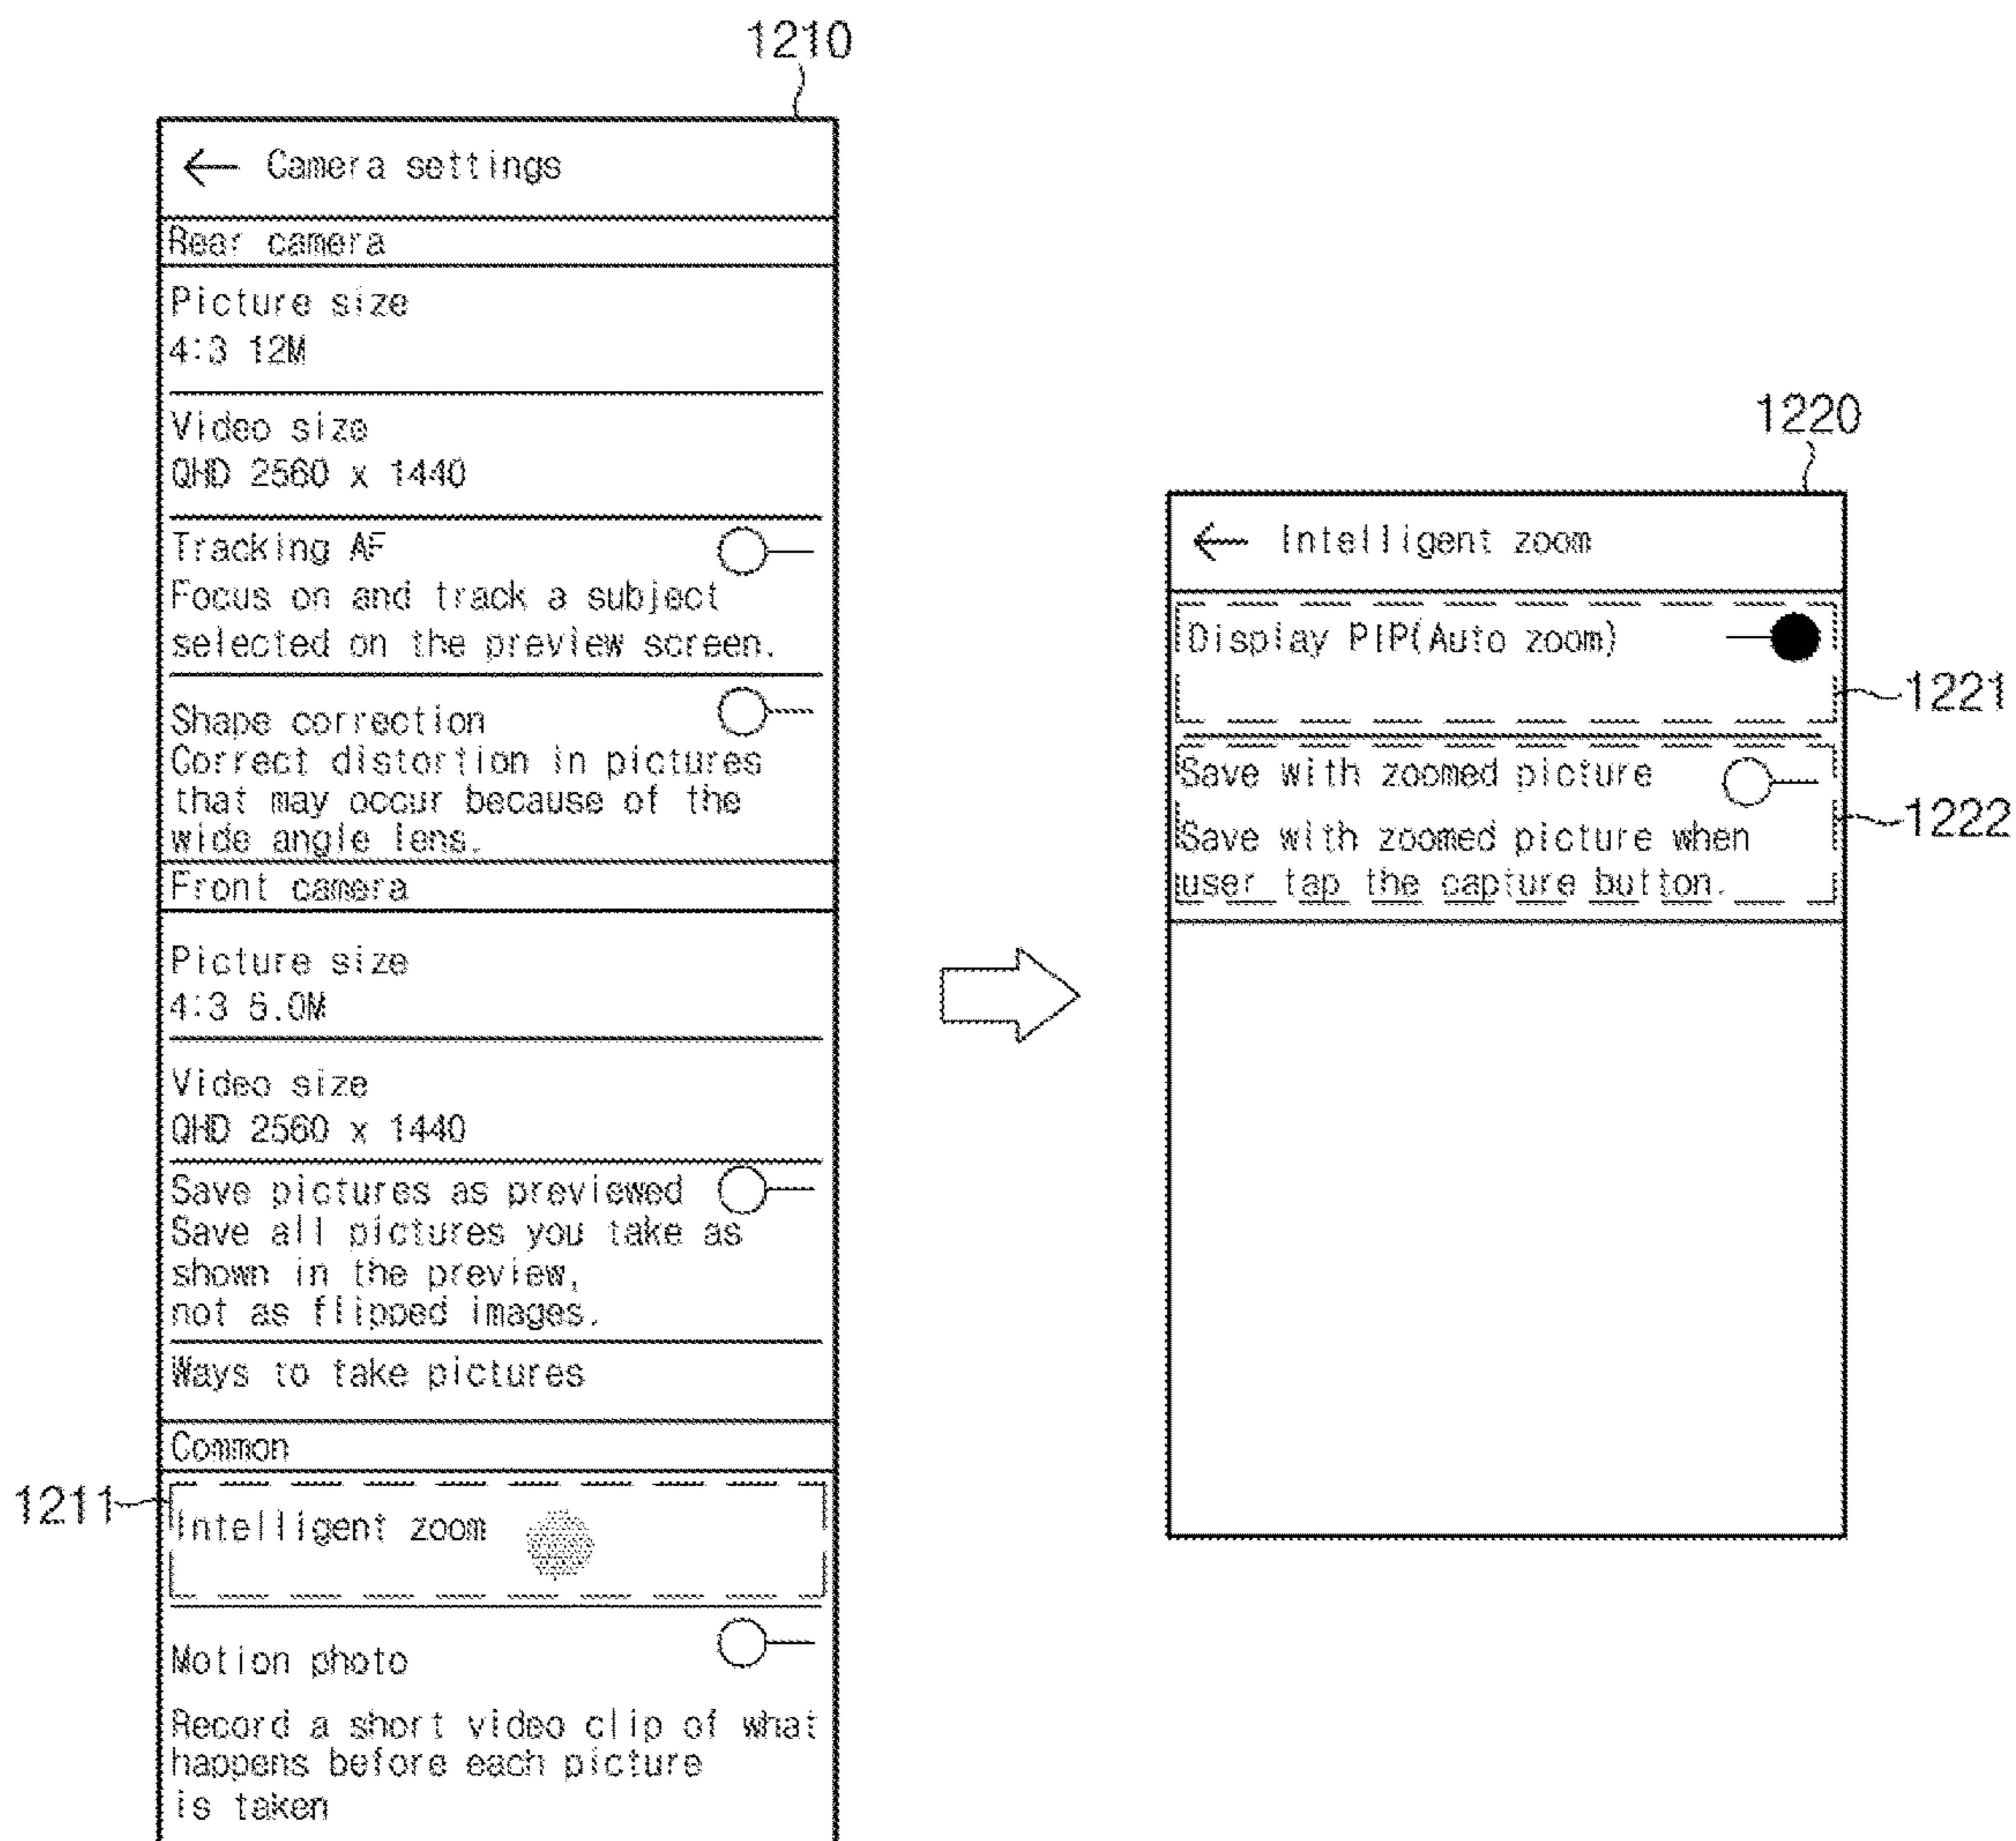 1210
← Camera settings
Rear camera
Picture size
4:3 12M
Video size
QHD 2560 x 1440
Tracking AF
Focus on and track a subject
selected on the preview screen.
Shape correction
Correct distortion in pictures
that may occur because of the
wide angle lens.
Front camera
Picture size
4:3
Video size
QHD 2560 x 1440
Save pictures as previewed
Save all pictures you take as
shown in the preview,
not as flipped images.
Ways to take pictures
Common
1211
Intelligent zoom
Motion photo
Record a short video clip of what
happens before each picture
is taken
1220
← Intelligent zoom
Display PIP(Auto zoom)
1221
Save with zoomed picture
1222
Save with zoomed picture when
user tap the capture button.